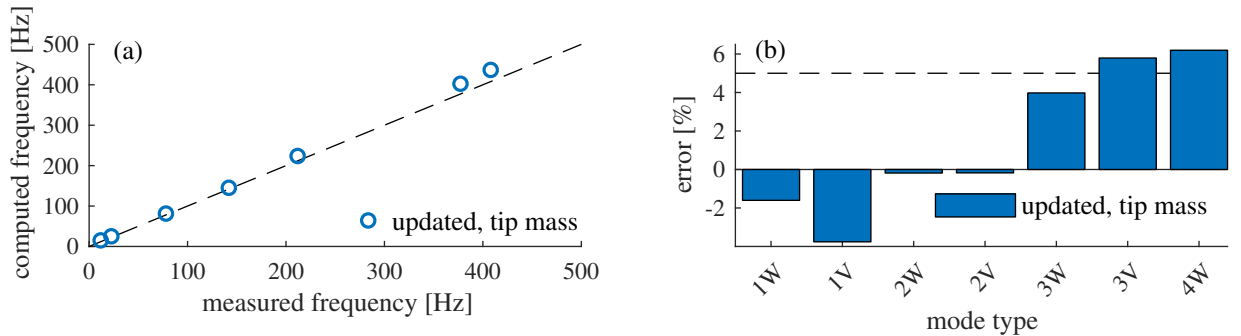 computed frequency [Hz]
(a)
500
400
300
200
100
0
0 100 200 300 400 500
measured frequency [Hz]
updated, tip mass
error [%]
(b)
6
4
2
0
-2
1W 1V 2W 2V 3W 3V 4W
mode type
updated, tip mass